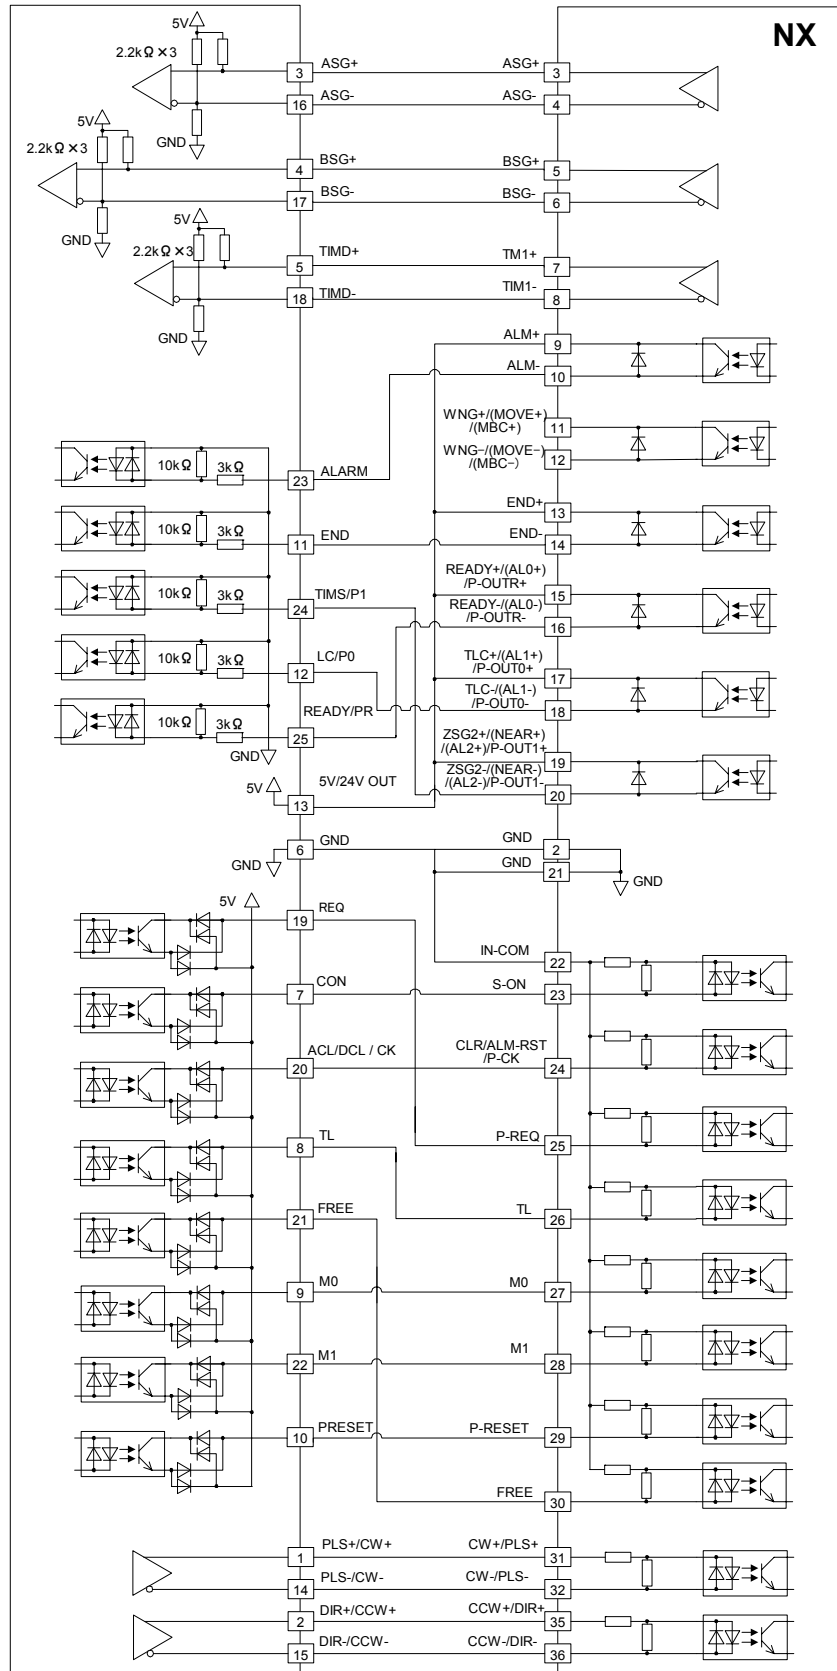 NX
5V
2.2kΩ×3
3 ASG+ ASG+ 3
16 ASG- ASG- 4
GND
5V
2.2kΩ×3
4 BSG+ BSG+ 5
17 BSG- BSG- 6
GND
5V
2.2kΩ×3
5 TIMD+ TM1+ 7
18 TIMD- TIM1- 8
GND
ALM+ 9
ALM- 10
WNG+/(MOVE+)
/(MBC+) 11
WNG−/(MOVE−)
/(MBC−) 12
10kΩ 3kΩ 23 ALARM
END+ 13
10kΩ 3kΩ 11 END END- 14
READY+/(AL0+)
/P-OUTR+ 15
10kΩ 3kΩ 24 TIMS/P1
READY-/(AL0-)
/P-OUTR- 16
10kΩ 3kΩ 12 LC/P0
TLC+/(AL1+)
/P-OUT0+ 17
TLC-/(AL1-)
/P-OUT0- 18
10kΩ 3kΩ 25 READY/PR
GND
ZSG2+/(NEAR+)
/(AL2+)/P-OUT1+ 19
ZSG2-/(NEAR-)
/(AL2-)/P-OUT1- 20
5V 13 5V/24V OUT
GND 6 GND GND 2
GND 21
GND
5V
19 REQ
IN-COM 22
7 CON S-ON 23
20 ACL/DCL / CK CLR/ALM-RST
/P-CK 24
8 TL P-REQ 25
21 FREE TL 26
9 M0 M0 27
22 M1 M1 28
10 PRESET P-RESET 29
FREE 30
1 PLS+/CW+ CW+/PLS+ 31
14 PLS-/CW- CW-/PLS- 32
2 DIR+/CCW+ CCW+/DIR+ 35
15 DIR-/CCW- CCW-/DIR- 36